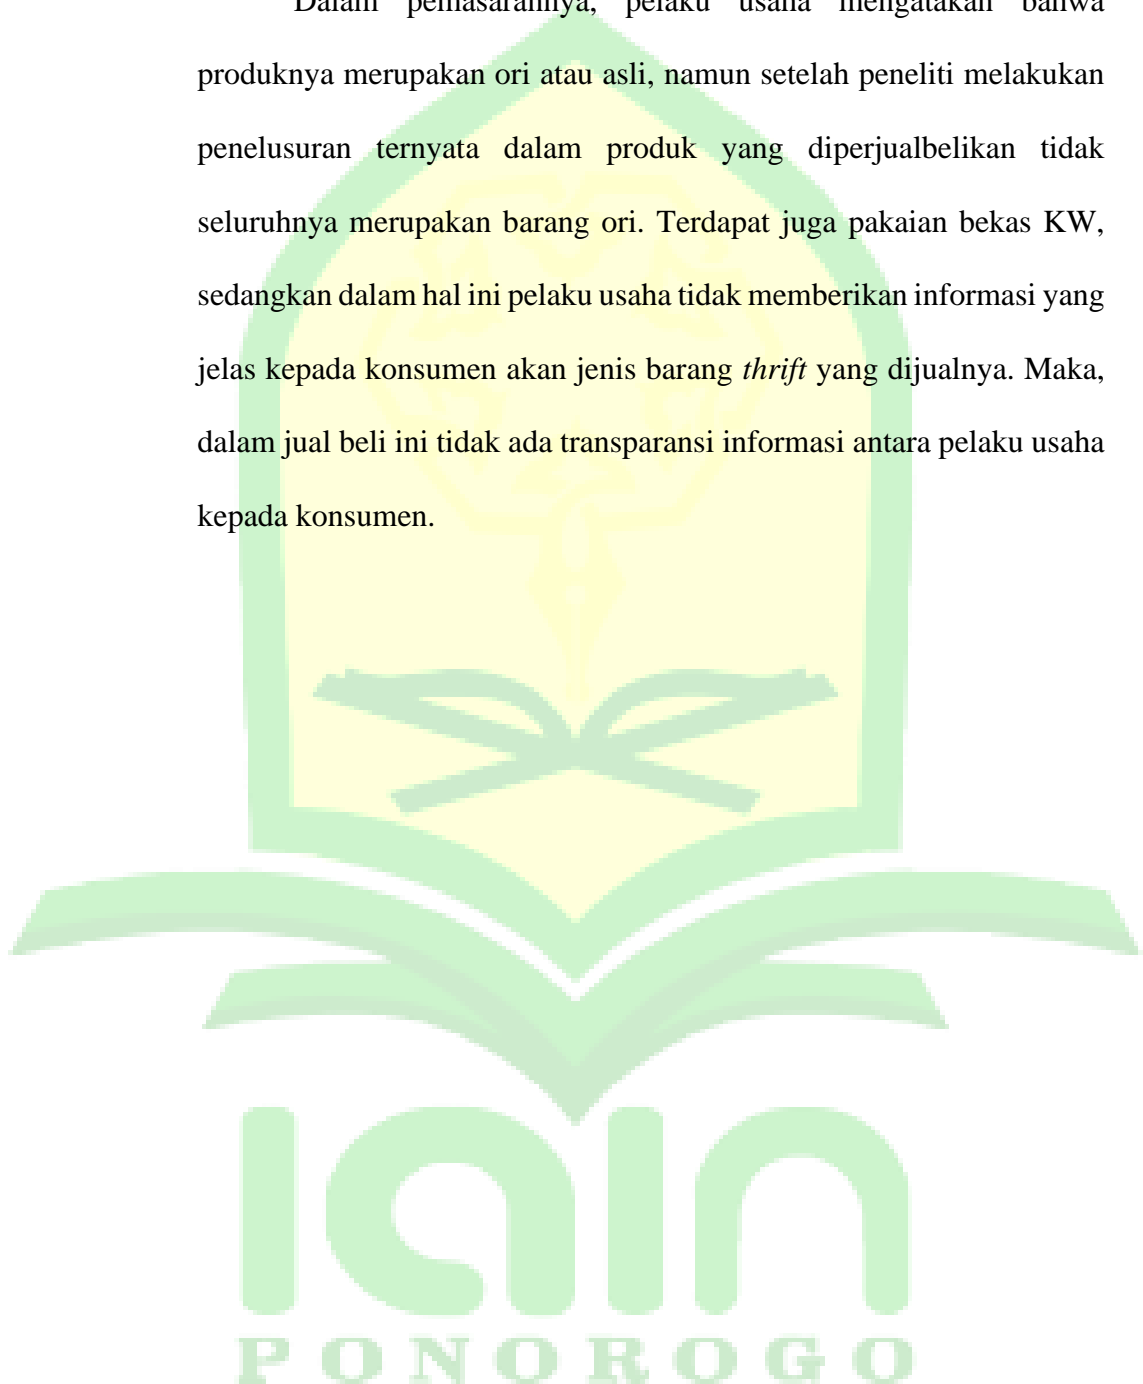 Dalam pemasarannya, pelaku usaha mengatakan bahwa
produknya merupakan ori atau asli, namun setelah peneliti melakukan
penelusuran ternyata dalam produk yang diperjualbelikan tidak
seluruhnya merupakan barang ori. Terdapat juga pakaian bekas KW,
sedangkan dalam hal ini pelaku usaha tidak memberikan informasi yang
jelas kepada konsumen akan jenis barang thrift yang dijualnya. Maka,
dalam jual beli ini tidak ada transparansi informasi antara pelaku usaha
kepada konsumen.
iain
PONOROGO